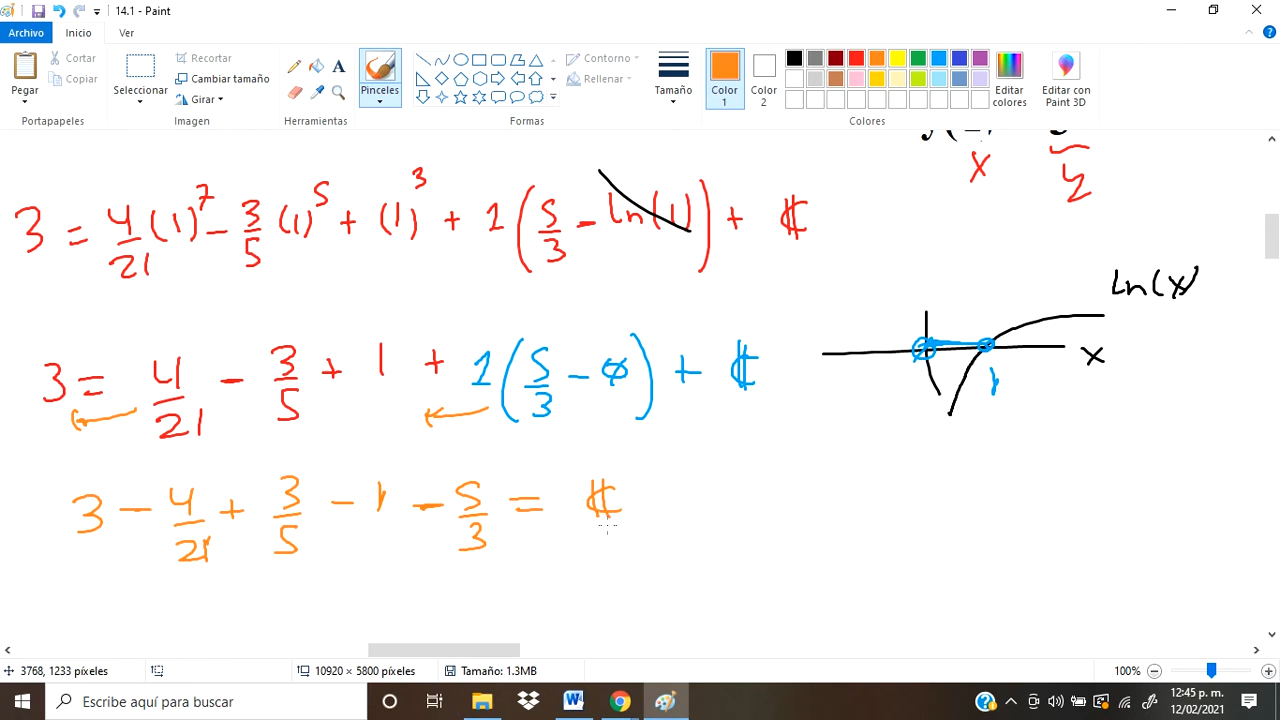 14.1 - Paint
Archivo Inicio Ver
Pegar
Cortar
Copiar
Portapapeles
Seleccionar
Recortar
Cambiar tamaño
Girar
Imagen
A
Herramientas
Contorno
Rellenar
Formas
Tamaño
Color 1
Color 2
Editar colores
Editar con Paint 3D
Colores
x
3 = 4/21 (1)^7 - 3/5 (1)^5 + (1)^3 + 1(5/3 - ln(1)) + ₡
Ln(x)
x
1
3 = 4/21 - 3/5 + 1 + 1(5/3 - 0) + ₡
3 - 4/21 + 3/5 - 1 - 5/3 = ₡
3768, 1233 píxeles 10920 × 5800 píxeles Tamaño: 1.3MB 100%
Escribe aquí para buscar
12:45 p. m.
12/02/2021